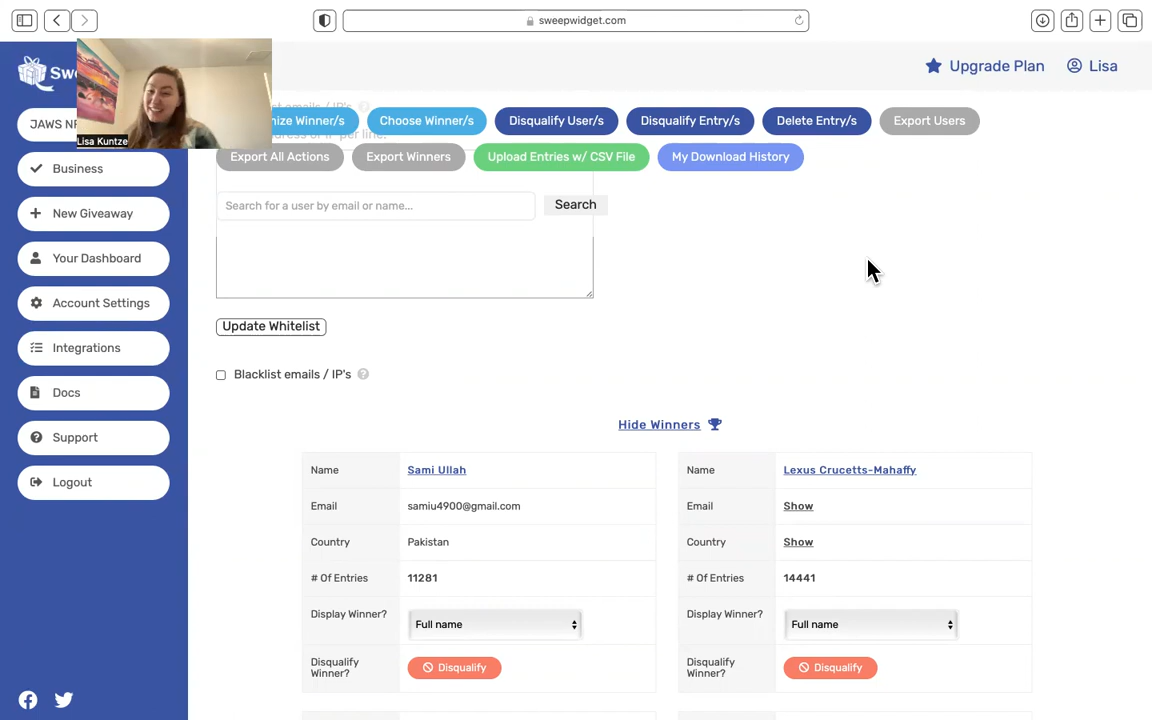 sweepwidget.com
Upgrade Plan
Lisa
Lisa Kuntze
Choose Winner/s
Disqualify User/s
Disqualify Entry/s
Delete Entry/s
Export Users
Export All Actions
Export Winners
Upload Entries w/ CSV File
My Download History
Search for a user by email or name...
Search
Business
New Giveaway
Your Dashboard
Account Settings
Integrations
Docs
Support
Logout
Update Whitelist
Blacklist emails / IP's ?
Hide Winners
Name Sami Ullah
Email samiu4900@gmail.com
Country Pakistan
# Of Entries 11281
Display Winner? Full name
Disqualify Winner? Disqualify
Name Lexus Crucetts-Mahaffy
Email Show
Country Show
# Of Entries 14441
Display Winner? Full name
Disqualify Winner? Disqualify